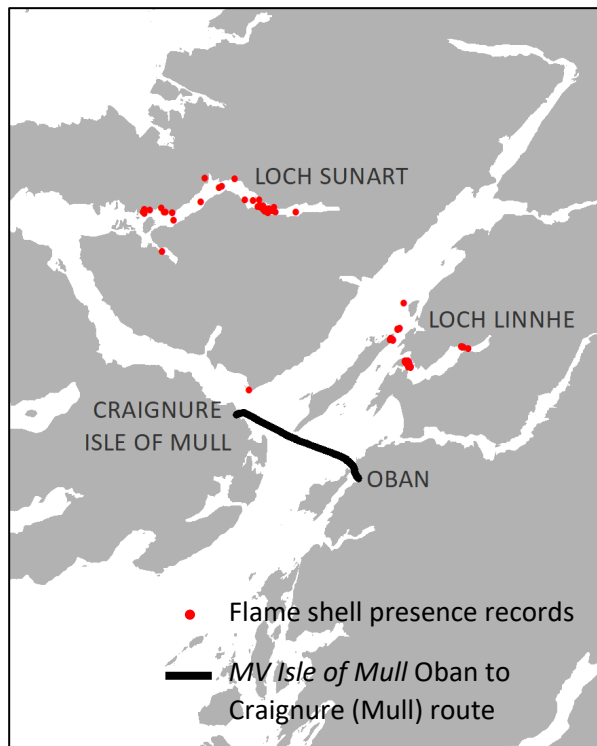 LOCH SUNART
LOCH LINNHE
CRAIGNURE
ISLE OF MULL
OBAN
Flame shell presence records
MV Isle of Mull Oban to
Craignure (Mull) route